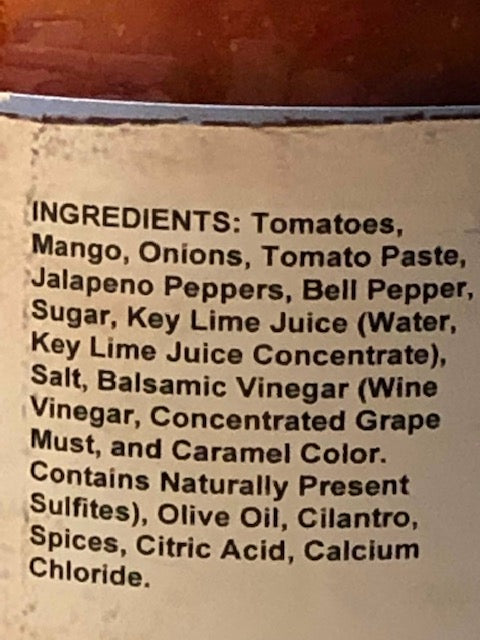 INGREDIENTS: Tomatoes,
Mango, Onions, Tomato Paste,
Jalapeno Peppers, Bell Pepper,
Sugar, Key Lime Juice (Water,
Key Lime Juice Concentrate),
Salt, Balsamic Vinegar (Wine
Vinegar, Concentrated Grape
Must, and Caramel Color.
Contains Naturally Present
Sulfites), Olive Oil, Cilantro,
Spices, Citric Acid, Calcium
Chloride.